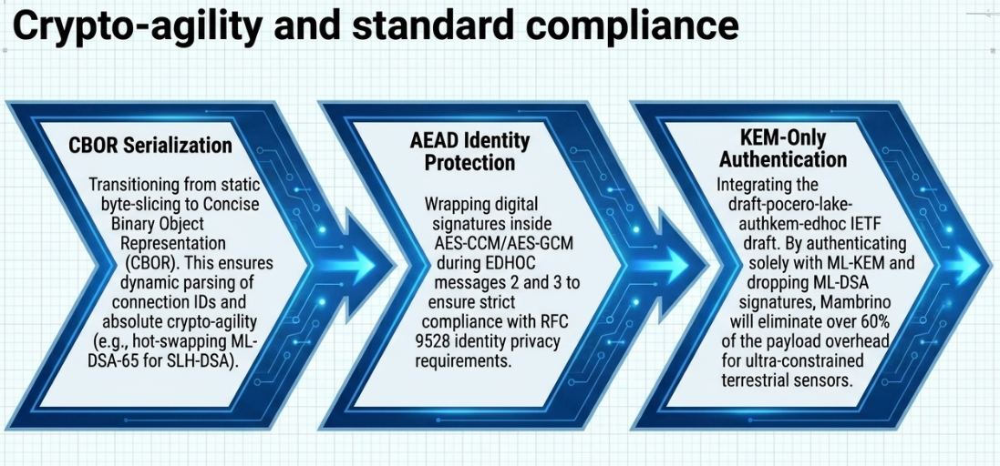 Crypto-agility and standard compliance
CBOR Serialization
Transitioning from static
byte-slicing to Concise
Binary Object
Representation
(CBOR). This ensures
dynamic parsing of
connection IDs and
absolute crypto-agility
(e.g., hot-swapping ML-
DSA-65 for SLH-DSA).
AEAD Identity
Protection
Wrapping digital
signatures inside
AES-CCM/AES-GCM
during EDHOC
messages 2 and 3 to
ensure strict
compliance with RFC
9528 identity privacy
requirements.
KEM-Only
Authentication
Integrating the
draft-pocero-lake-
authkem-edhoc IETF
draft. By authenticating
solely with ML-KEM and
dropping ML-DSA
signatures, Mambrino
will eliminate over 60%
of the payload overhead
for ultra-constrained
terrestrial sensors.